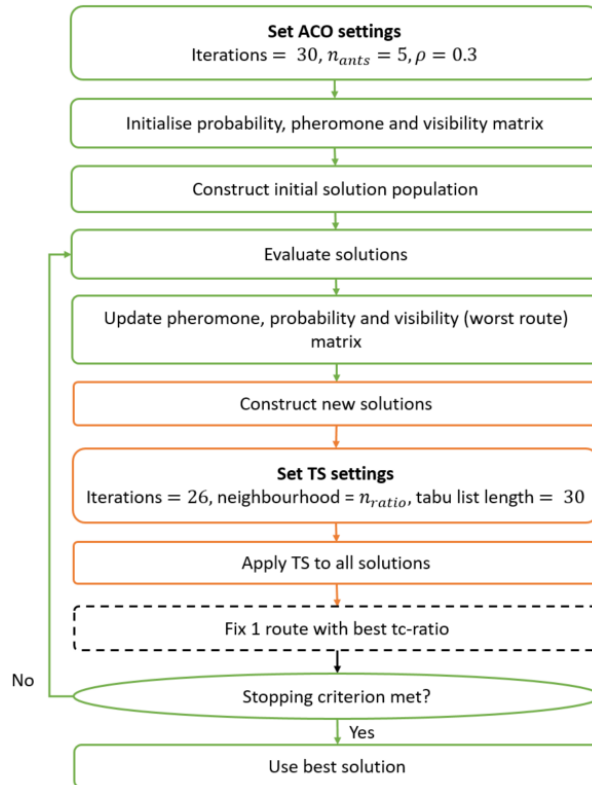 Set ACO settings
Iterations = 30, n_ants = 5, ρ = 0.3
Initialise probability, pheromone and visibility matrix
Construct initial solution population
Evaluate solutions
Update pheromone, probability and visibility (worst route)
matrix
Construct new solutions
Set TS settings
Iterations = 26, neighbourhood = n_ratio, tabu list length = 30
Apply TS to all solutions
Fix 1 route with best tc-ratio
No
Stopping criterion met?
Yes
Use best solution